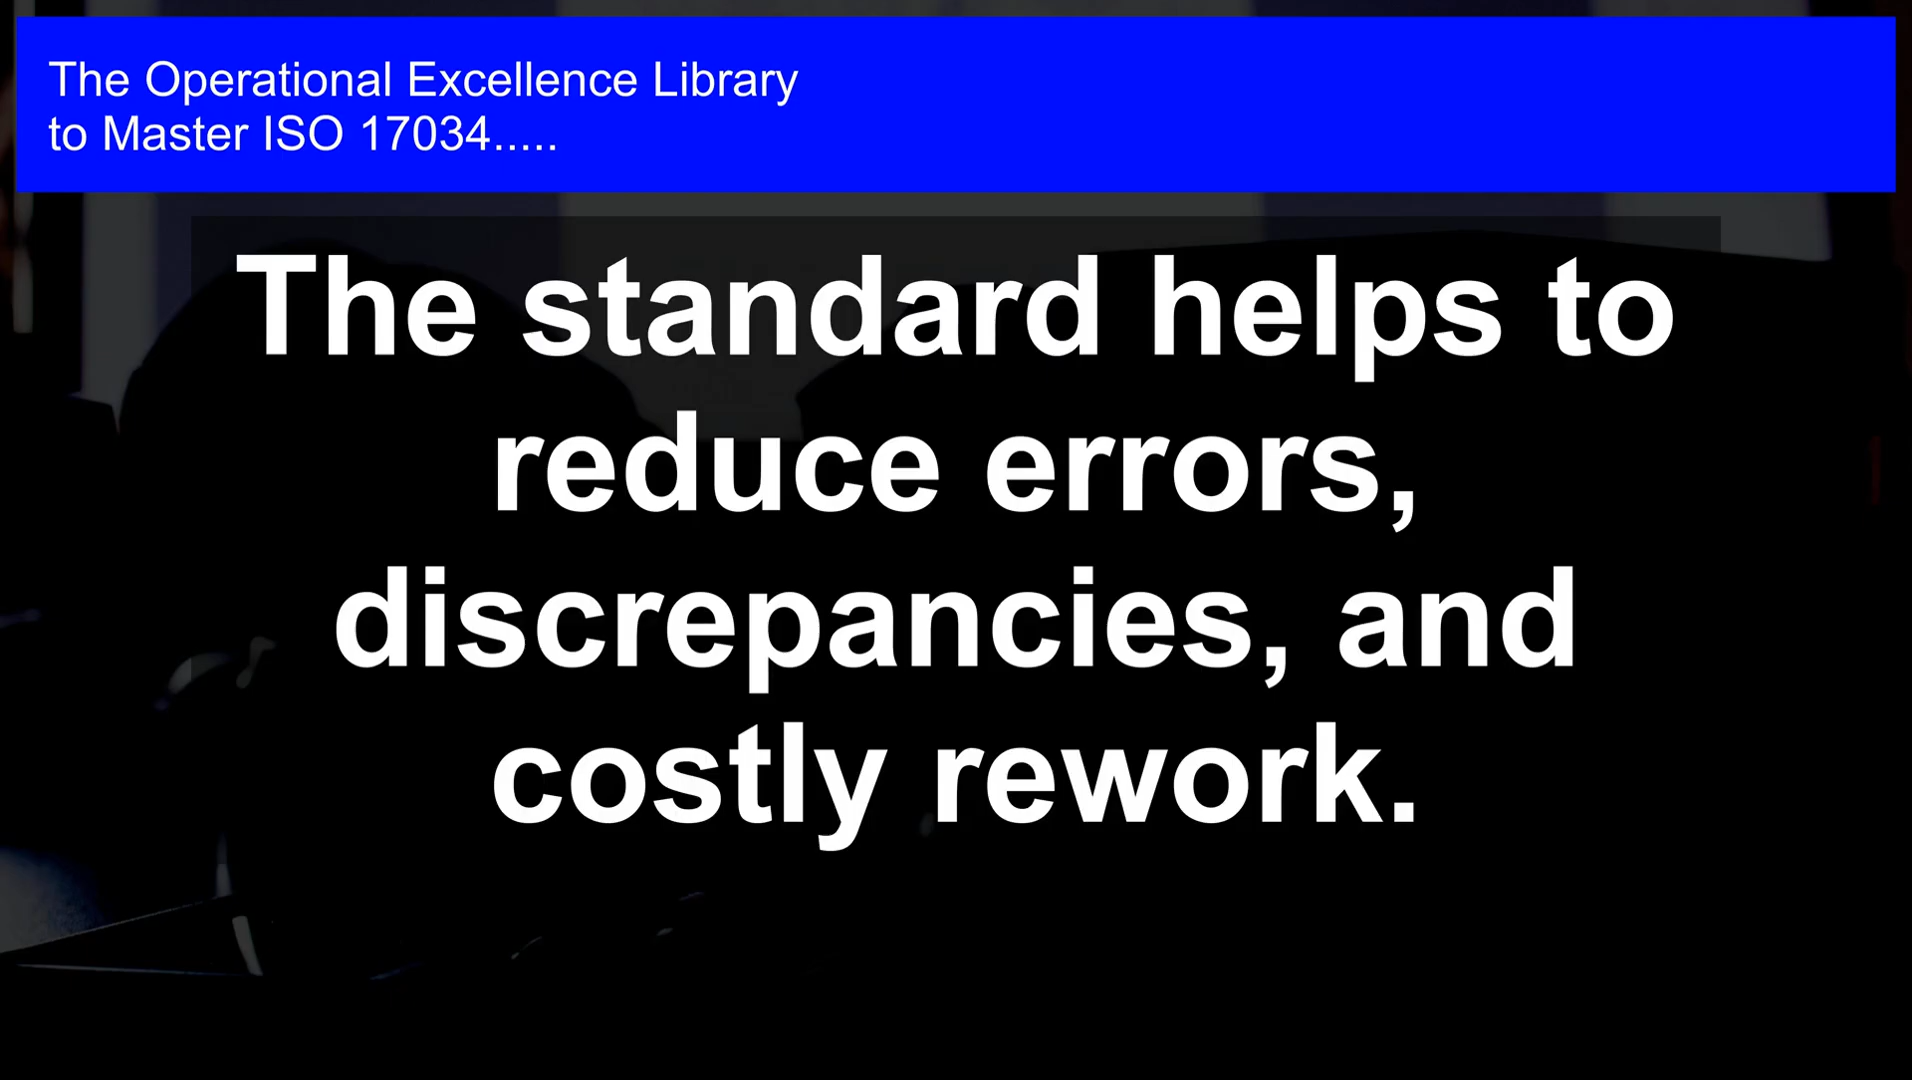 The Operational Excellence Library
to Master ISO 17034.....
The standard helps to
reduce errors,
discrepancies, and
costly rework.